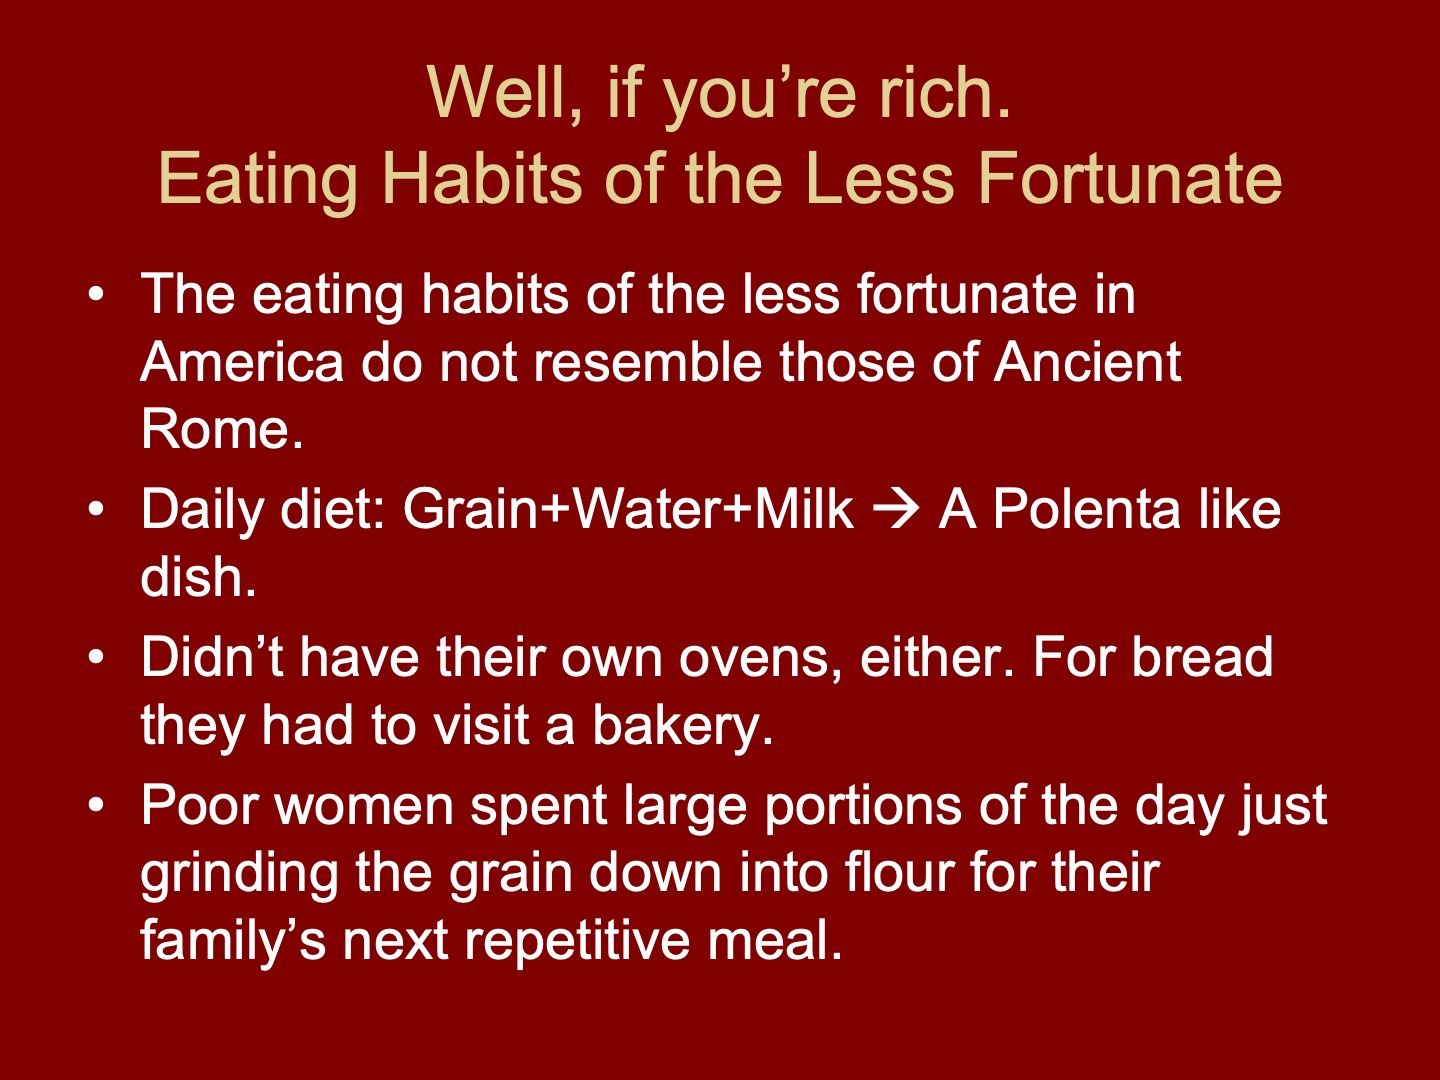 Well, if you’re rich.
Eating Habits of the Less Fortunate
• The eating habits of the less fortunate in
America do not resemble those of Ancient
Rome.
• Daily diet: Grain+Water+Milk → A Polenta like
dish.
• Didn’t have their own ovens, either. For bread
they had to visit a bakery.
• Poor women spent large portions of the day just
grinding the grain down into flour for their
family’s next repetitive meal.